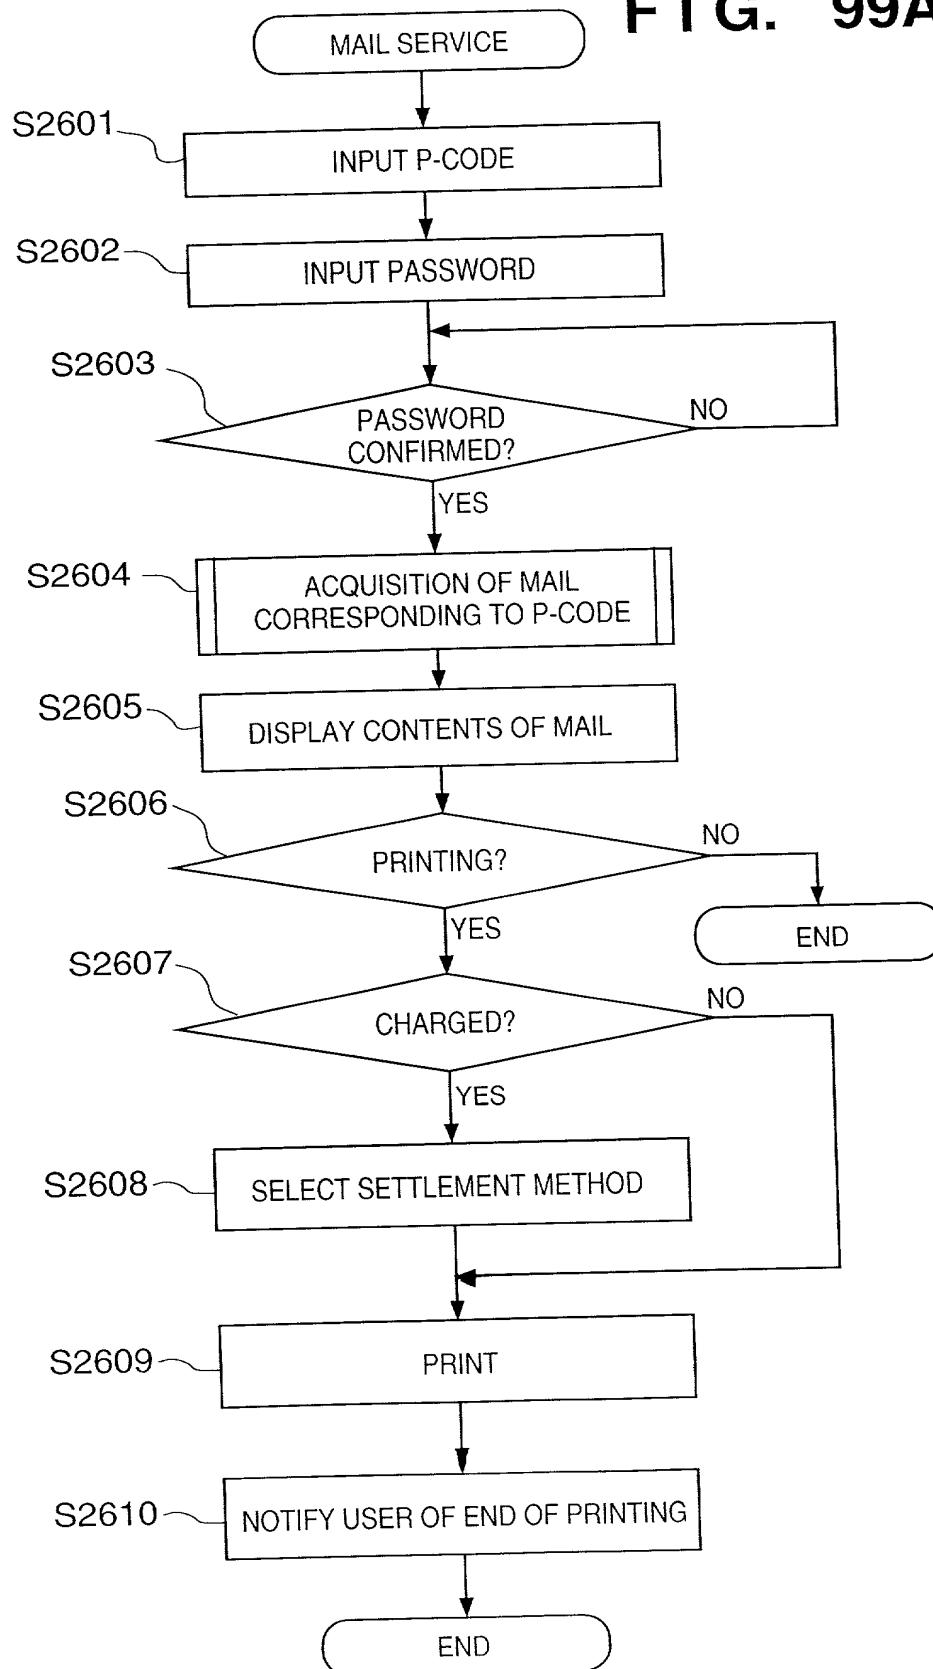 FIG. 99A
MAIL SERVICE
S2601
INPUT P-CODE
S2602
INPUT PASSWORD
S2603
PASSWORD
CONFIRMED?
NO
YES
S2604
ACQUISITION OF MAIL
CORRESPONDING TO P-CODE
S2605
DISPLAY CONTENTS OF MAIL
S2606
PRINTING?
NO
YES
END
S2607
CHARGED?
NO
YES
S2608
SELECT SETTLEMENT METHOD
S2609
PRINT
S2610
NOTIFY USER OF END OF PRINTING
END